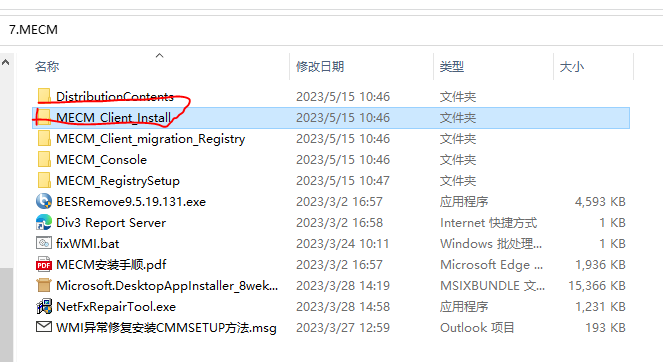 7.MECM
名称 修改日期 类型 大小
DistributionContents 2023/5/15 10:46 文件夹
MECM_Client_Install 2023/5/15 10:46 文件夹
MECM_Client_migration_Registry 2023/5/15 10:46 文件夹
MECM_Console 2023/5/15 10:46 文件夹
MECM_RegistrySetup 2023/5/15 10:47 文件夹
BESRemove9.5.19.131.exe 2023/3/2 16:57 应用程序 4,593 KB
Div3 Report Server 2023/3/2 16:58 Internet 快捷方式 1 KB
fixWMI.bat 2023/3/24 10:11 Windows 批处理... 1 KB
PDF MECM安装手顺.pdf 2023/3/2 16:57 Microsoft Edge ... 1,936 KB
Microsoft.DesktopAppInstaller_8wek... 2023/3/28 14:19 MSIXBUNDLE 文... 15,366 KB
NetFxRepairTool.exe 2023/3/28 14:58 应用程序 1,231 KB
WMI异常修复安装CMMSETUP方法.msg 2023/3/27 12:59 Outlook 项目 193 KB